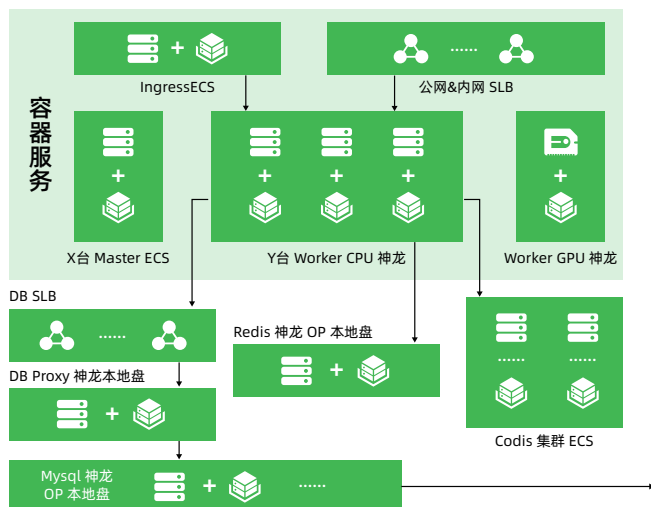 容器服务
IngressECS
公网&内网 SLB
X台 Master ECS
Y台 Worker CPU 神龙
Worker GPU 神龙
DB SLB
Redis 神龙 OP 本地盘
DB Proxy 神龙本地盘
Codis 集群 ECS
Mysql 神龙
OP 本地盘